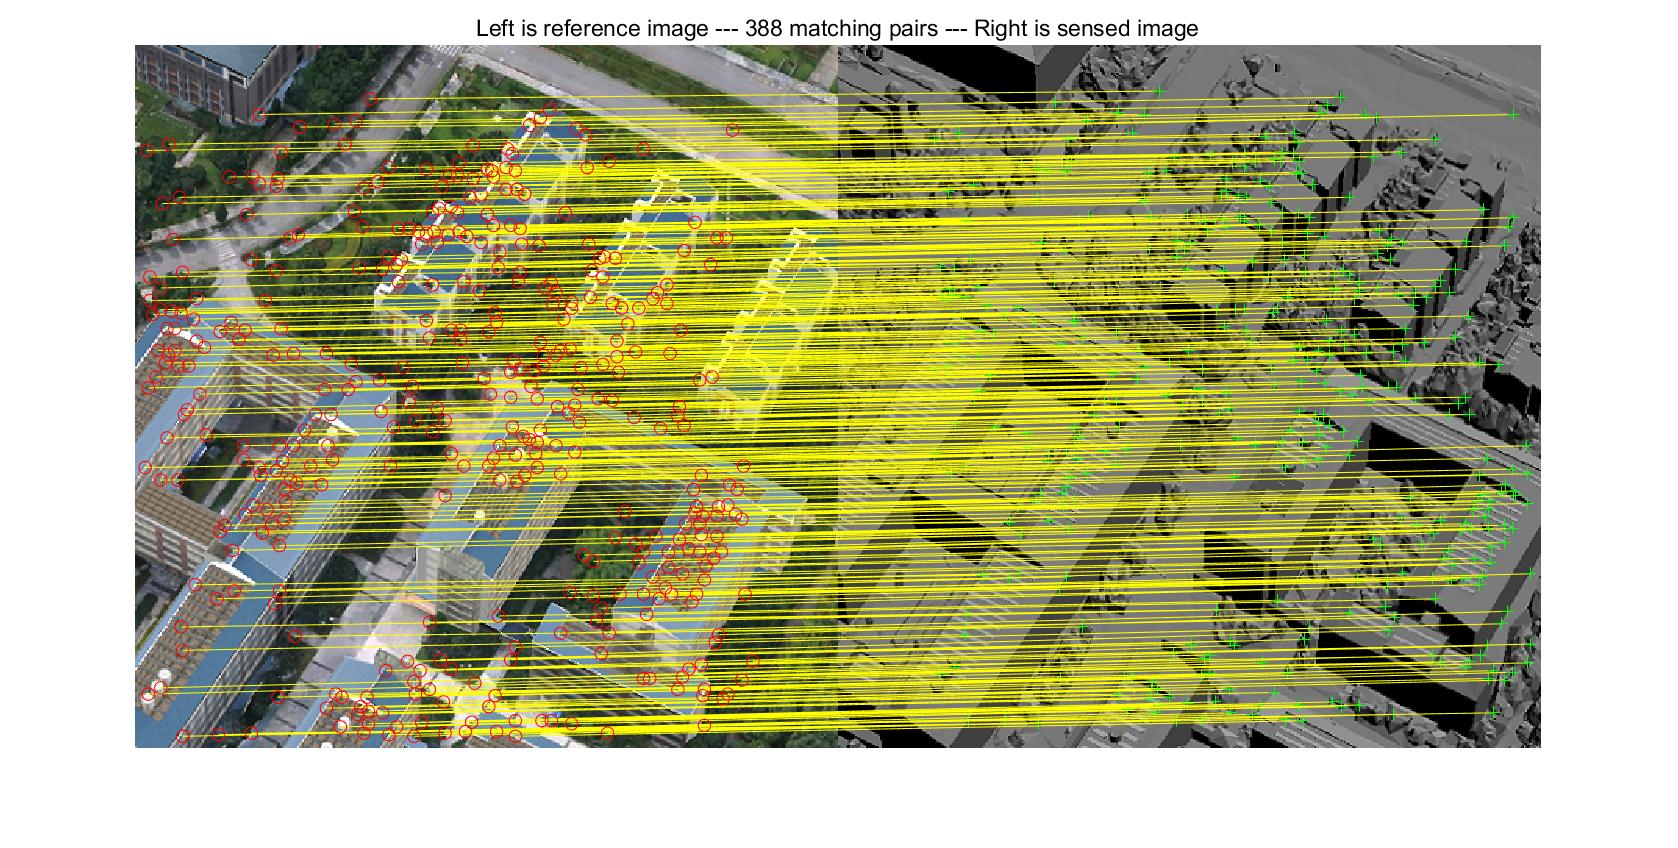 Left is reference image --- 388 matching pairs --- Right is sensed image